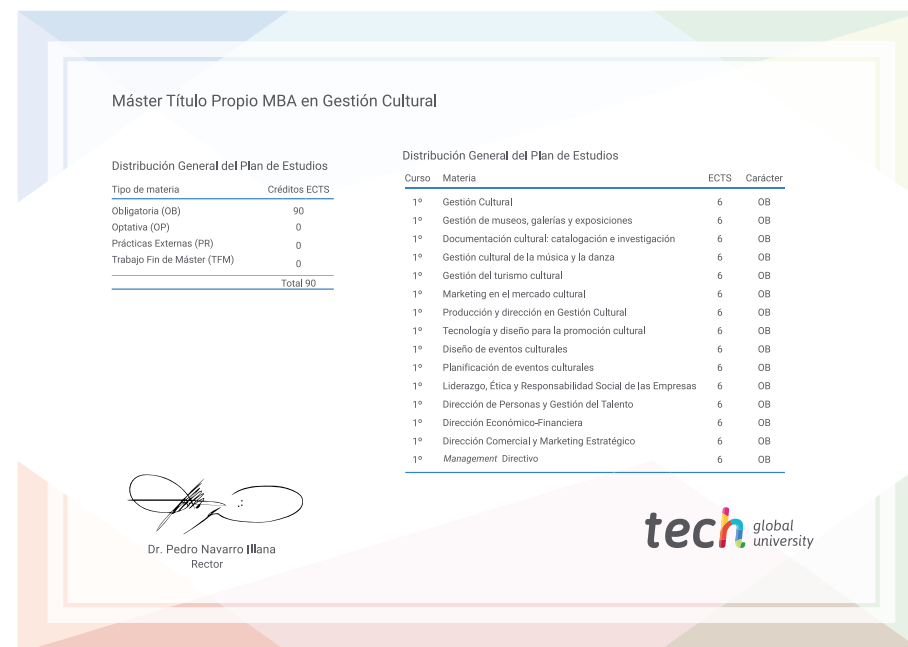 Máster Título Propio MBA en Gestión Cultural
Distribución General del Plan de Estudios
Tipo de materia Créditos ECTS
Obligatoria (OB) 90
Optativa (OP) 0
Prácticas Externas (PR) 0
Trabajo Fin de Máster (TFM) 0
Total 90
Distribución General del Plan de Estudios
Curso Materia ECTS Carácter
1º Gestión Cultural 6 OB
1º Gestión de museos, galerías y exposiciones 6 OB
1º Documentación cultural: catalogación e investigación 6 OB
1º Gestión cultural de la música y la danza 6 OB
1º Gestión del turismo cultural 6 OB
1º Marketing en el mercado cultural 6 OB
1º Producción y dirección en Gestión Cultural 6 OB
1º Tecnología y diseño para la promoción cultural 6 OB
1º Diseño de eventos culturales 6 OB
1º Planificación de eventos culturales 6 OB
1º Liderazgo, Ética y Responsabilidad Social de las Empresas 6 OB
1º Dirección de Personas y Gestión del Talento 6 OB
1º Dirección Económico-Financiera 6 OB
1º Dirección Comercial y Marketing Estratégico 6 OB
1º Management Directivo 6 OB
Dr. Pedro Navarro Illana
Rector
tech global
university